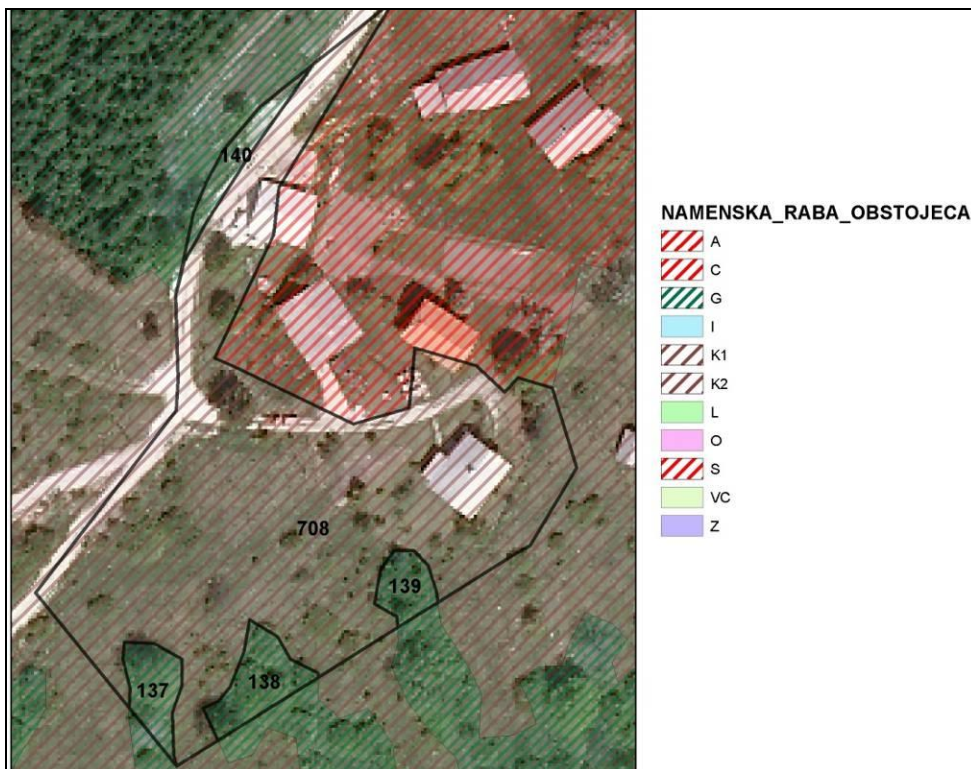 140
708
139
138
137
NAMENSKA_RABA_OBSTOJECA
A
C
G
I
K1
K2
L
O
S
VC
Z